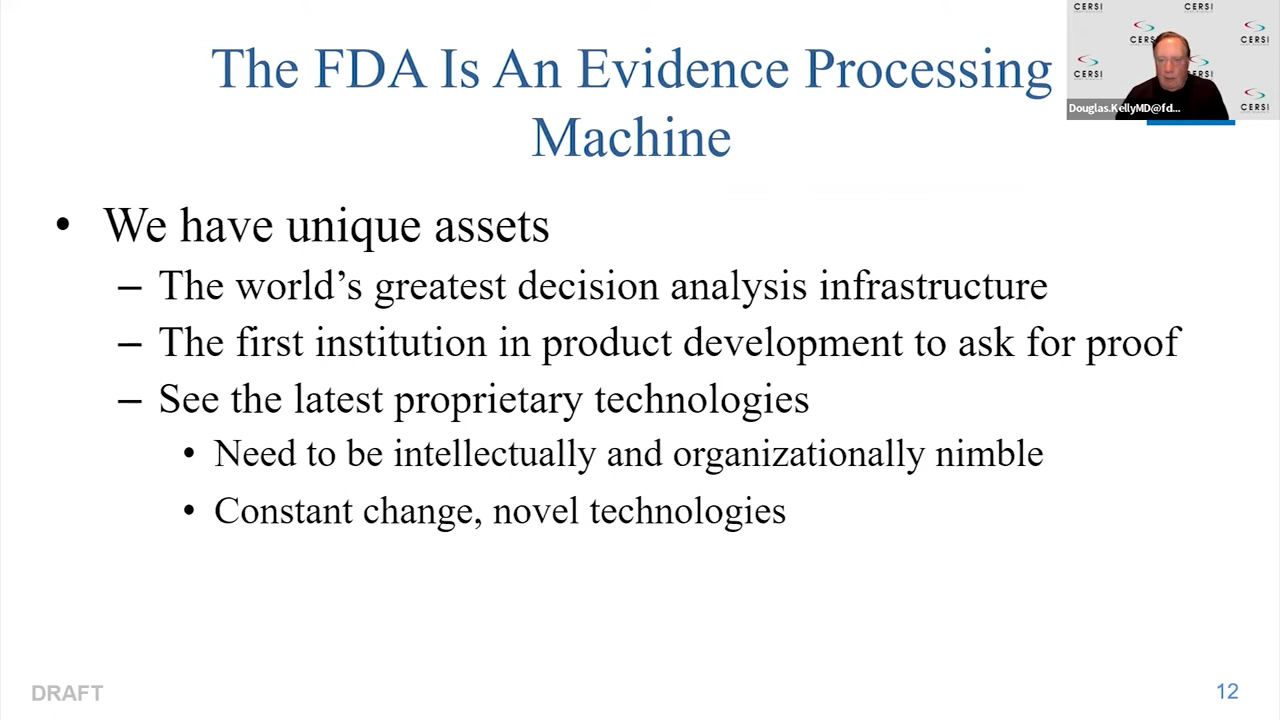 The FDA Is An Evidence Processing
Machine
• We have unique assets
– The world’s greatest decision analysis infrastructure
– The first institution in product development to ask for proof
– See the latest proprietary technologies
• Need to be intellectually and organizationally nimble
• Constant change, novel technologies
DRAFT
12
CERSI
CERSI
CERSI
CERSI
CERSI
CERSI
CERSI
Douglas.KellyMD@fd...